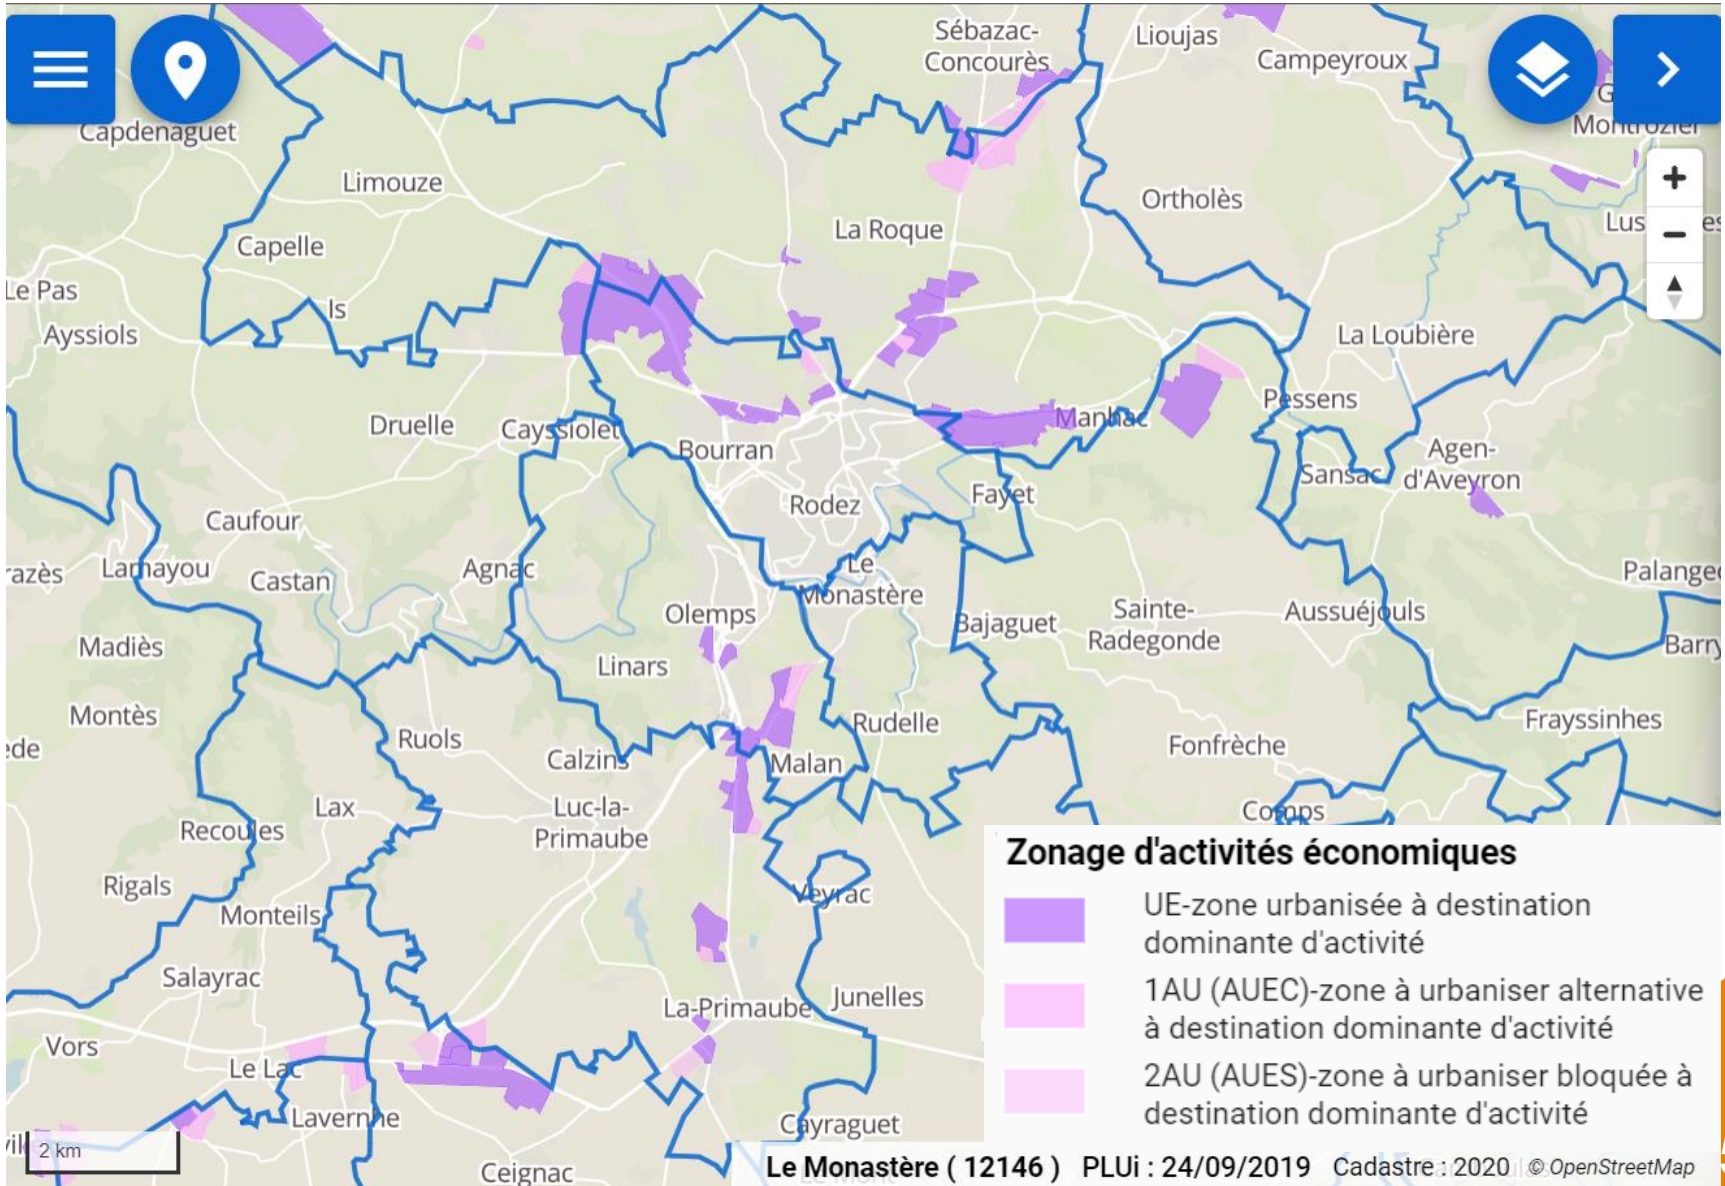 Sébazac-
Concourès
Lioujas
Campeyroux
Capdenaguet
Montrozier
Limouze
Ortholès
Capelle
La Roque
Le Pas
Is
Ayssiols
La Loubière
Druelle
Cayssiolet
Manhac
Pessens
Bourran
Agen-
d'Aveyron
Sansac
Rodez
Fayet
Caufour
Lamayou
Castan
Agnac
Le
Monastère
Palange
Olemps
Bajaguet
Sainte-
Radegonde
Aussuéjouls
Madiès
Linars
Barry
Montès
Ruols
Rudelle
Frayssinhes
Calzins
Malan
Fonfrèche
Lax
Luc-la-
Primaube
Comps
Recoules
Rigals
Veyrac
Monteils
Salayrac
La-Primaube
Junelles
Vors
Le Lac
Lavernhe
Cayraguet
Ceignac
2 km
Zonage d'activités économiques
UE-zone urbanisée à destination
dominante d'activité
1AU (AUEC)-zone à urbaniser alternative
à destination dominante d'activité
2AU (AUES)-zone à urbaniser bloquée à
destination dominante d'activité
Le Monastère ( 12146 ) PLUi : 24/09/2019 Cadastre : 2020 © OpenStreetMap